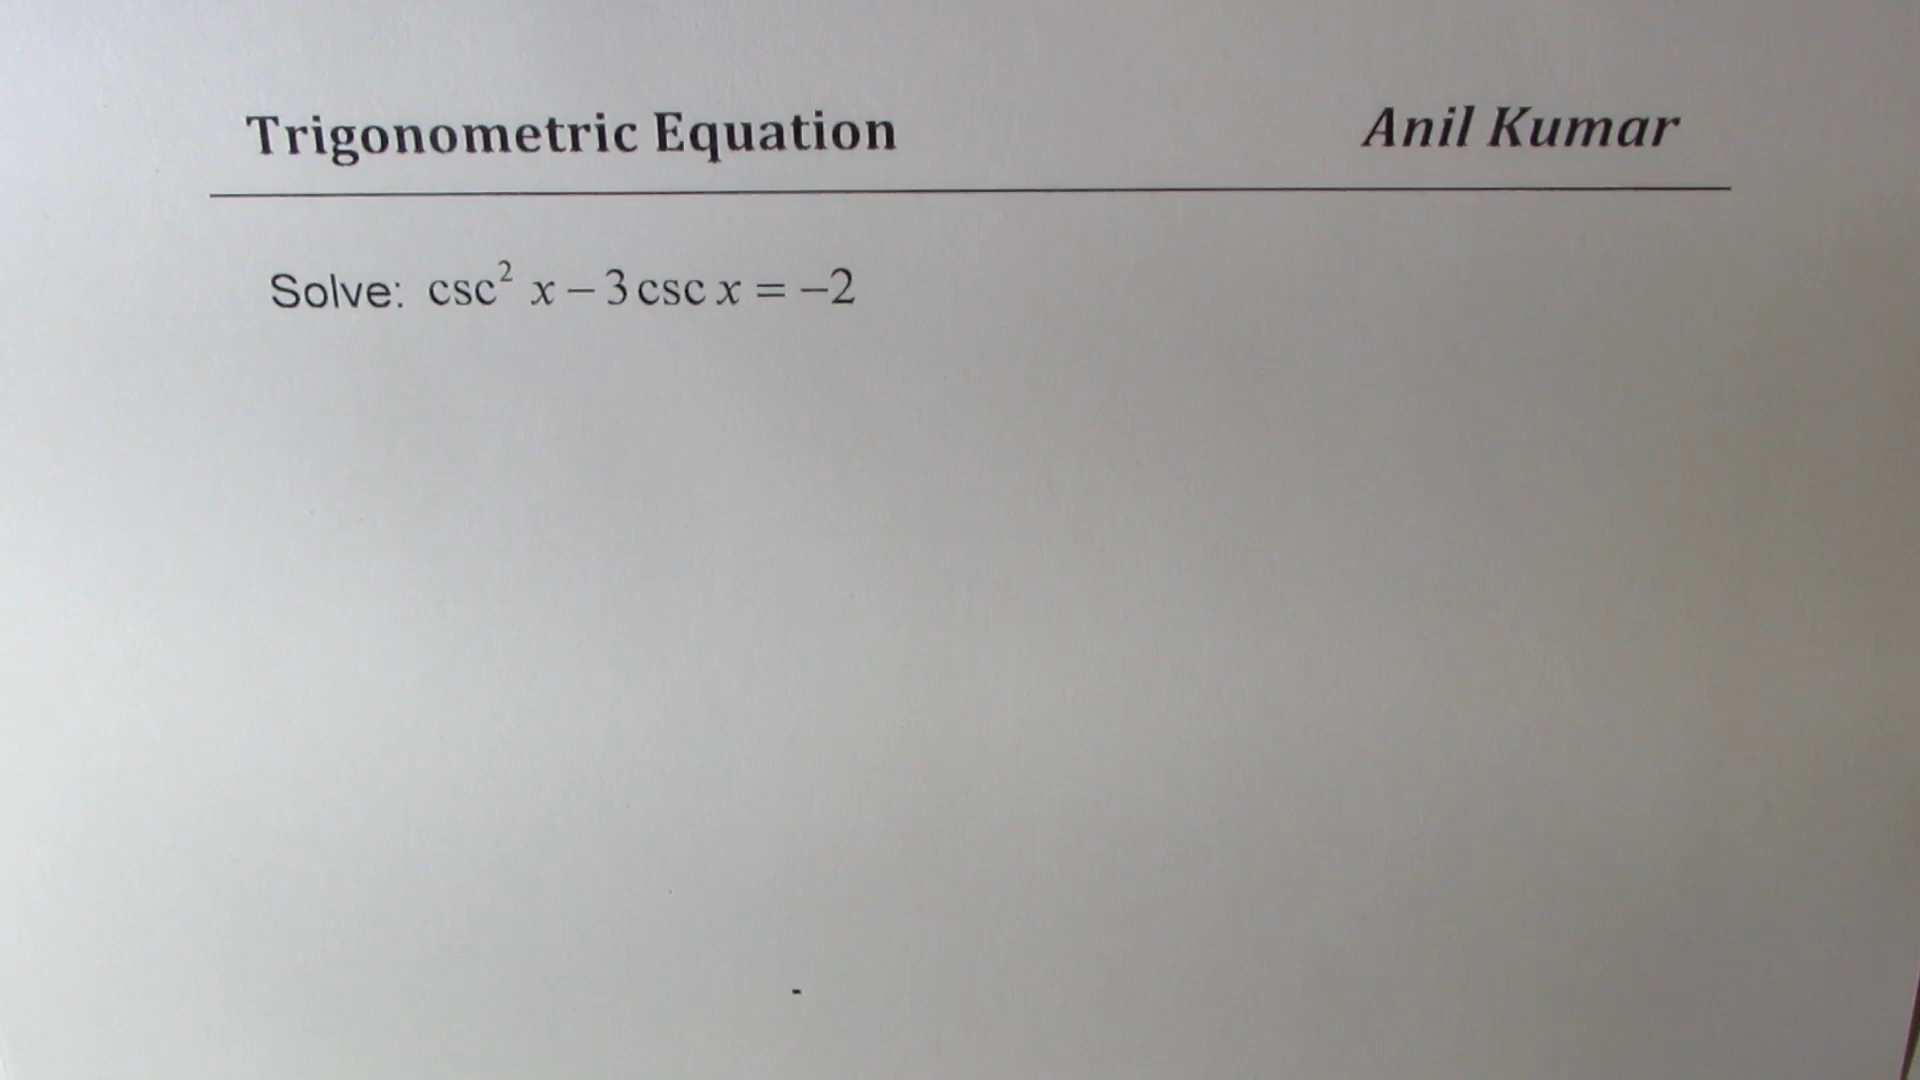 Trigonometric Equation Anil Kumar
Solve: csc² x − 3 csc x = −2